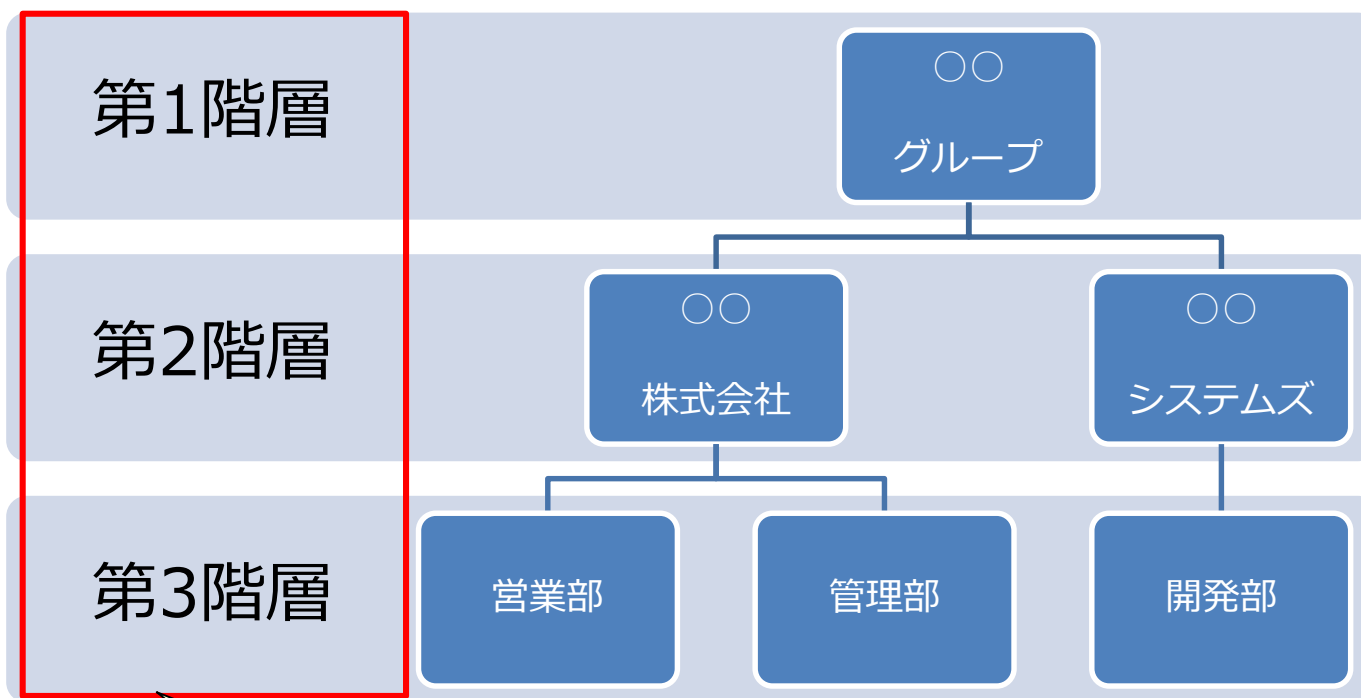 第1階層
○○
グループ
第2階層
○○
株式会社
○○
システムズ
第3階層
営業部
管理部
開発部